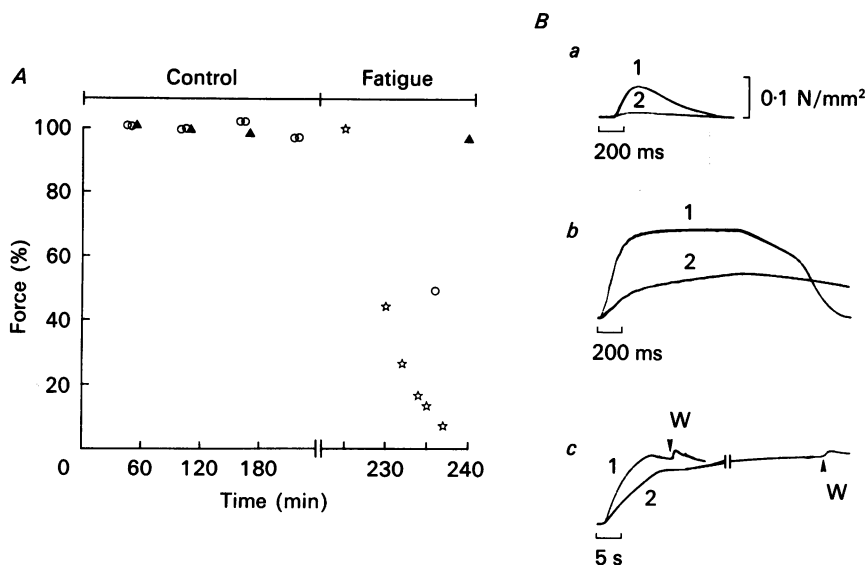 A
Control
Fatigue
100
80
60
40
20
0
Force (%)
60
120
180
230
240
Time (min)
B
a
1
2
0·1 N/mm²
200 ms
b
1
2
200 ms
c
1
2
W
W
5 s